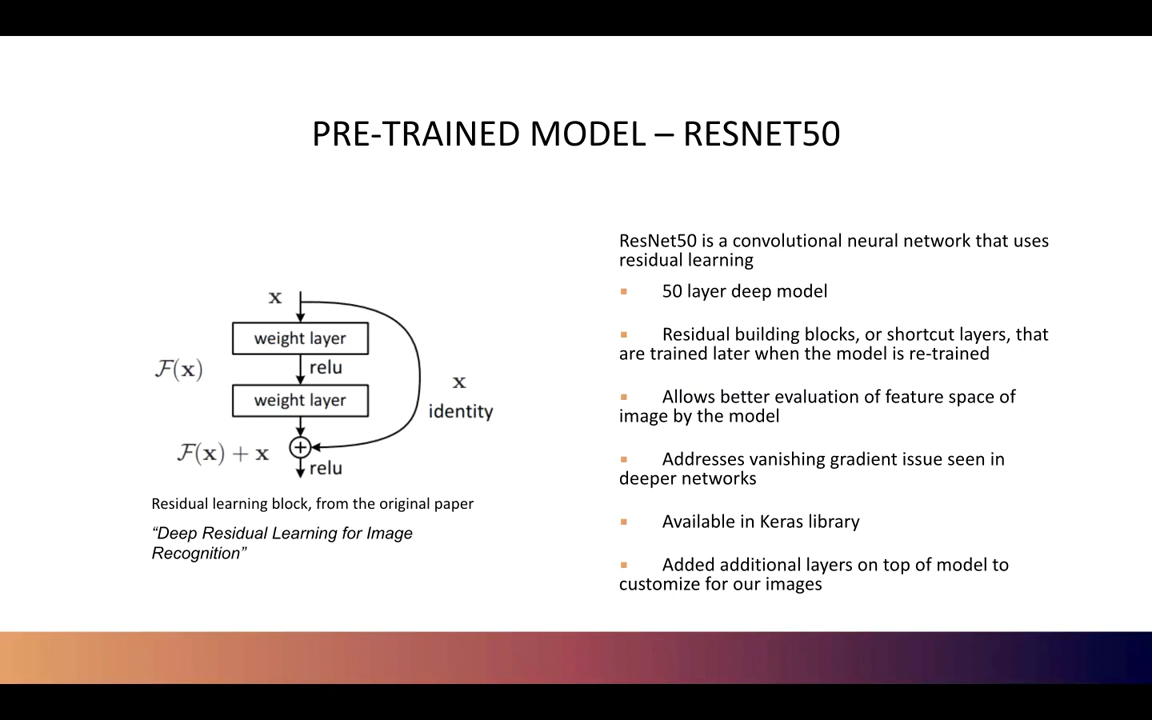 PRE-TRAINED MODEL – RESNET50
x
weight layer
F(x)
relu
weight layer
x
identity
F(x) + x
relu
Residual learning block, from the original paper
“Deep Residual Learning for Image
Recognition”
ResNet50 is a convolutional neural network that uses
residual learning
▪ 50 layer deep model
▪ Residual building blocks, or shortcut layers, that
are trained later when the model is re-trained
▪ Allows better evaluation of feature space of
image by the model
▪ Addresses vanishing gradient issue seen in
deeper networks
▪ Available in Keras library
▪ Added additional layers on top of model to
customize for our images